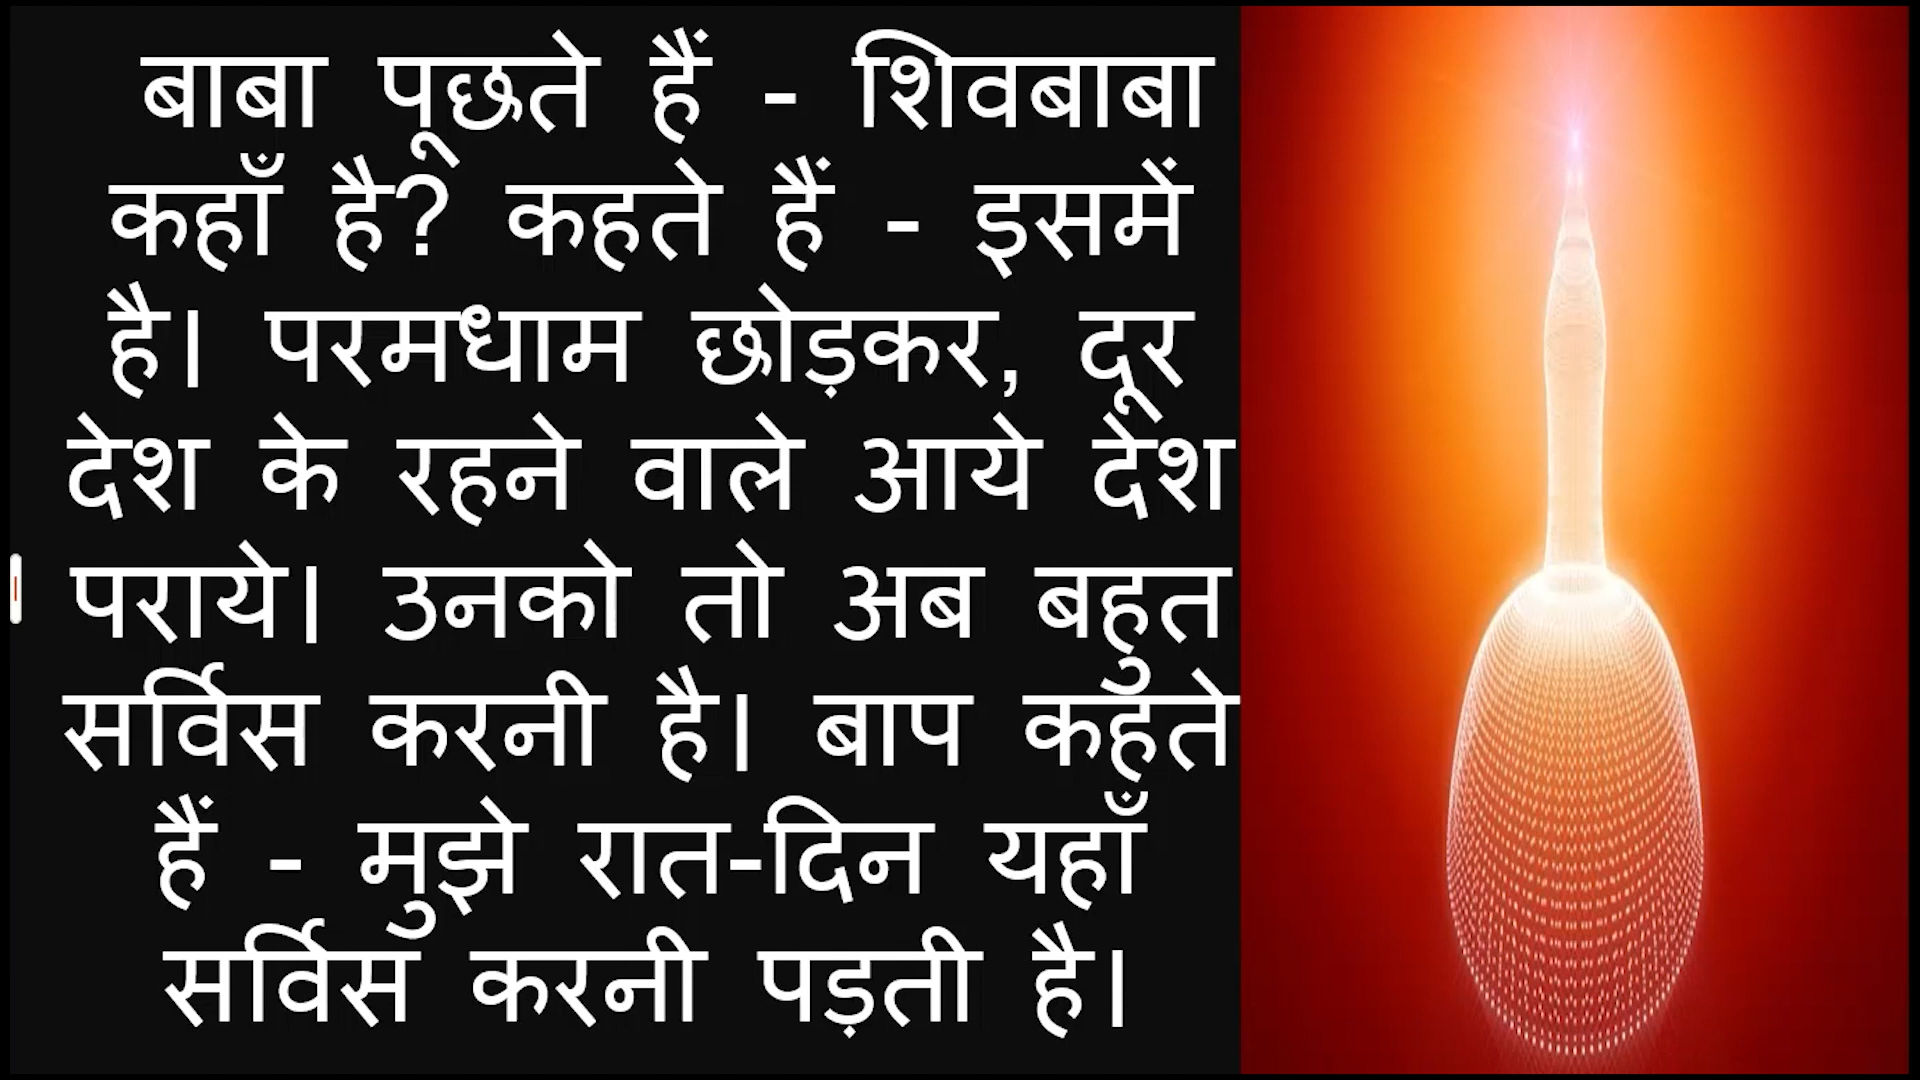 बाबा पूछते हैं - शिवबाबा
कहाँ है? कहते हैं - इसमें
है। परमधाम छोड़कर, दूर
देश के रहने वाले आये देश
पराये। उनको तो अब बहुत
सर्विस करनी है। बाप कहते
हैं - मुझे रात-दिन यहाँ
सर्विस करनी पड़ती है।